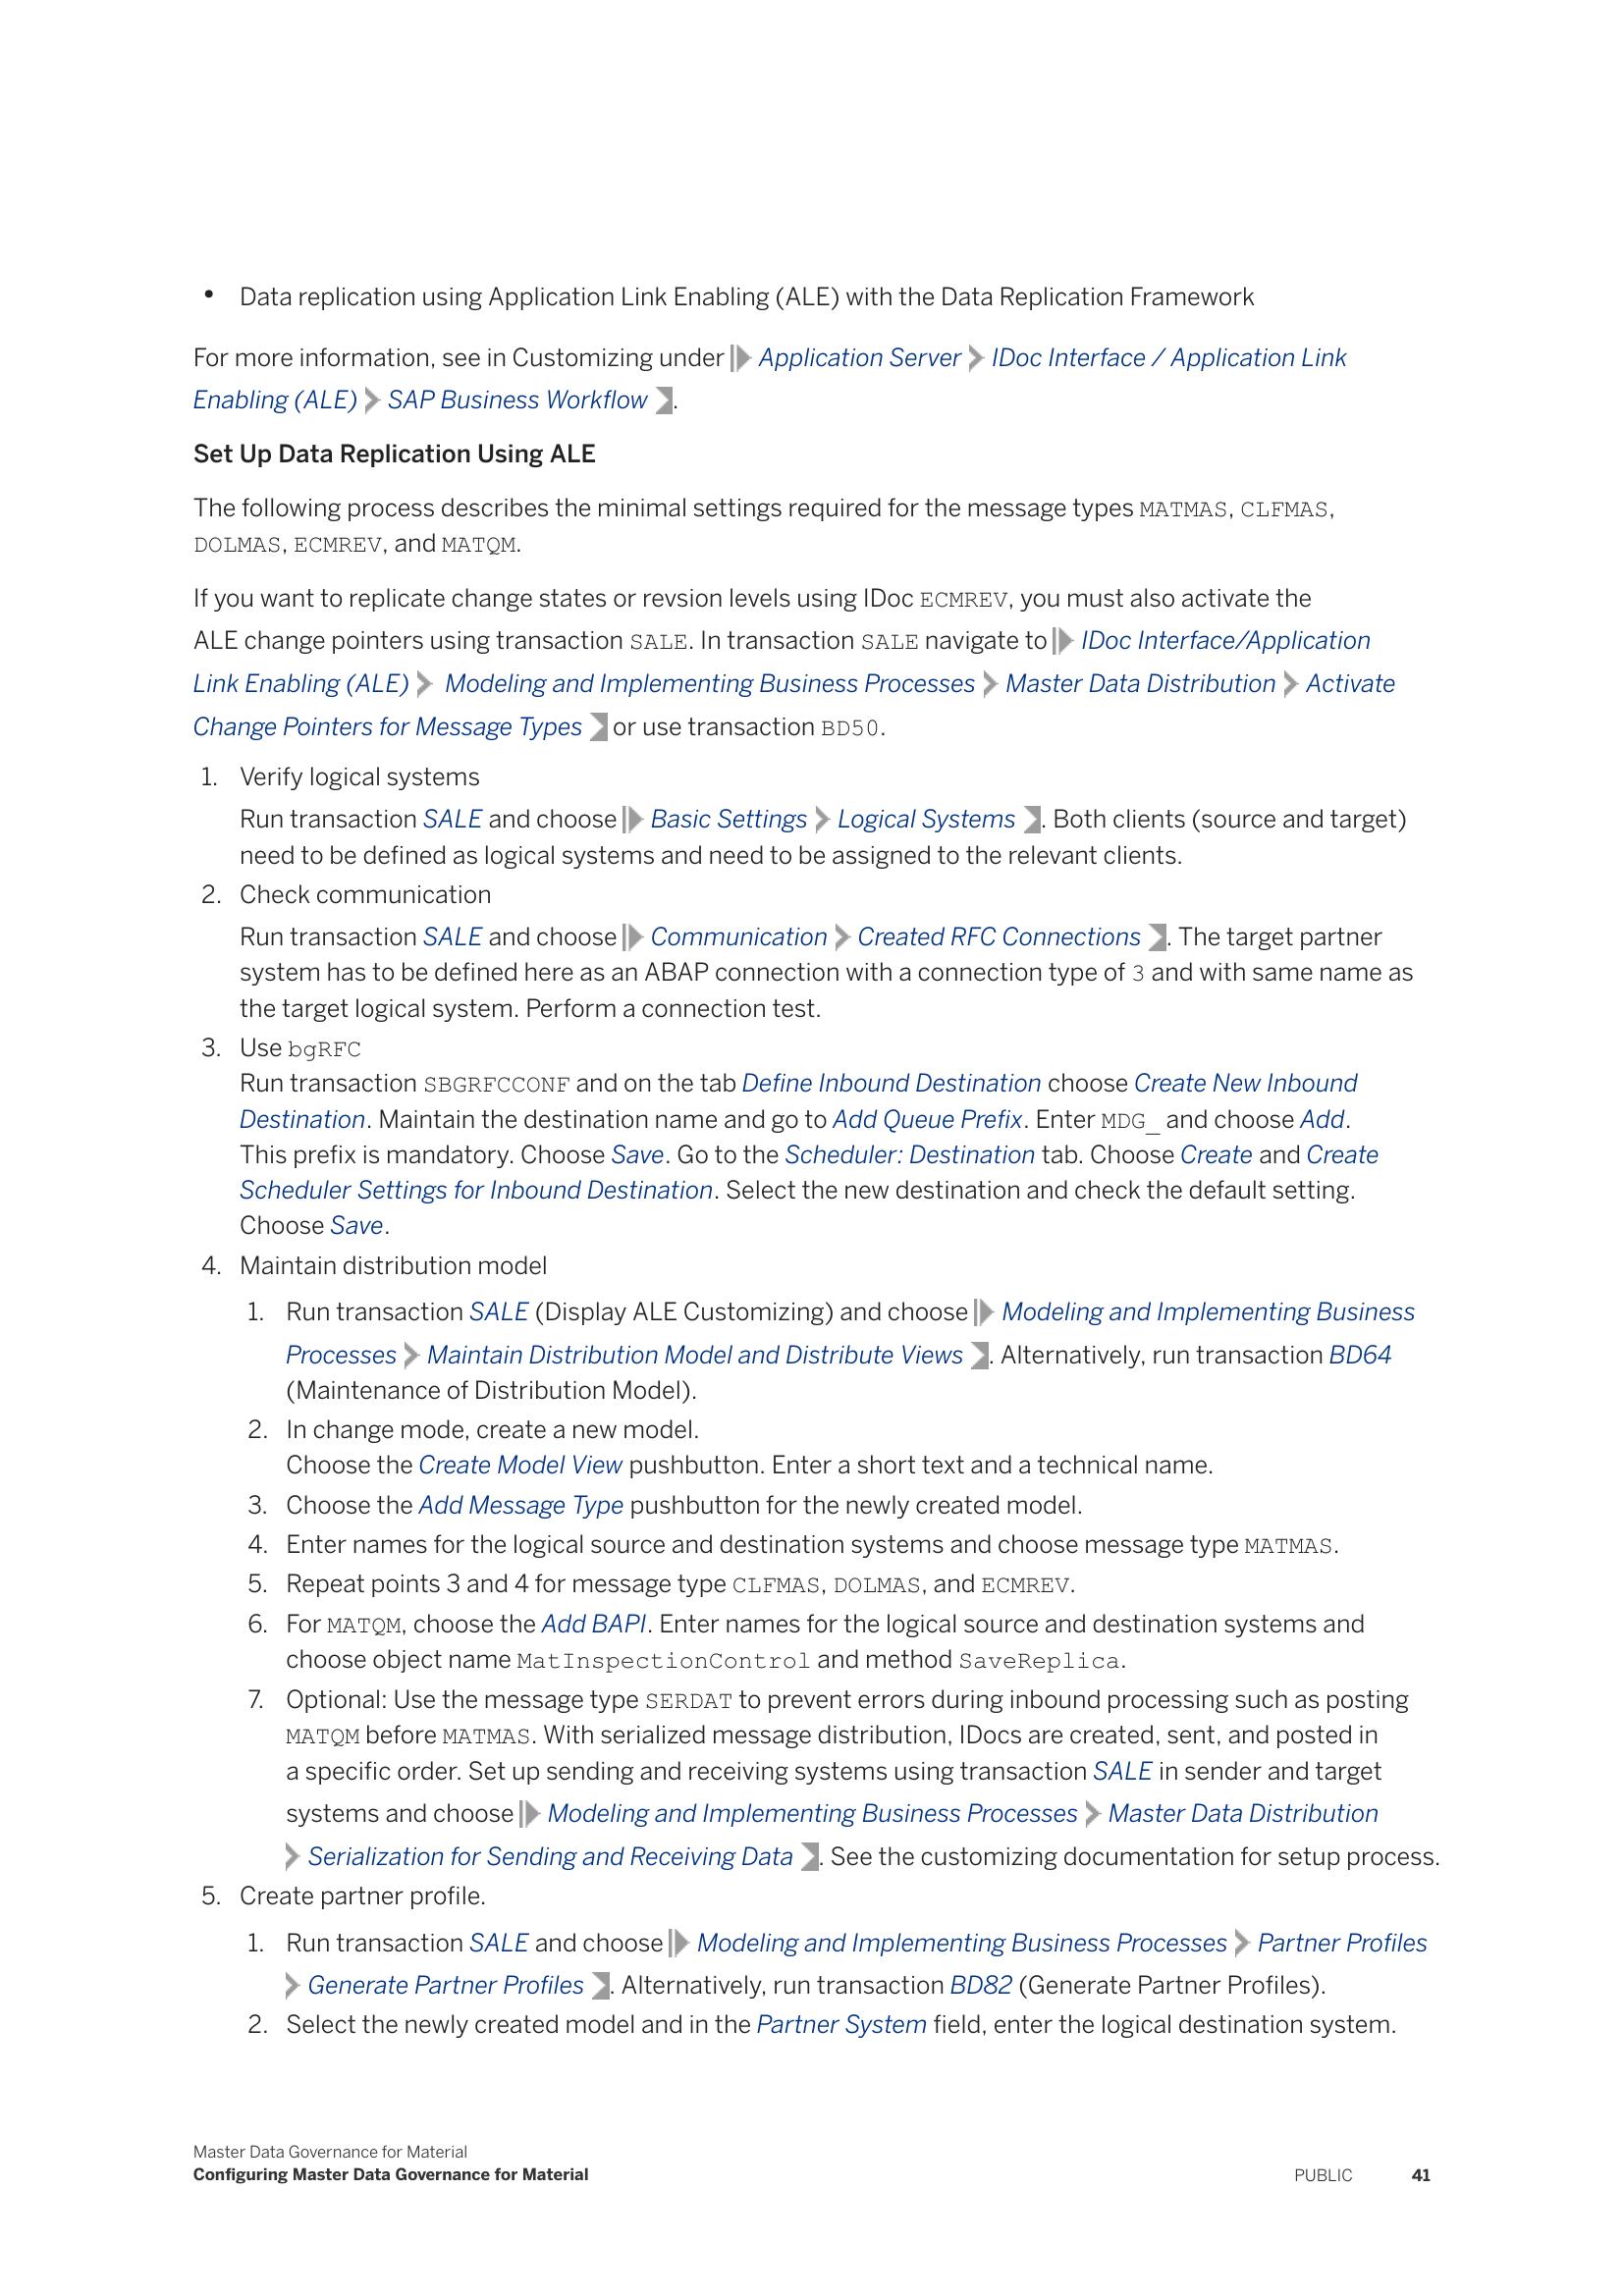 • Data replication using Application Link Enabling (ALE) with the Data Replication Framework
For more information, see in Customizing under Application Server IDoc Interface / Application Link
Enabling (ALE) SAP Business Workflow .
Set Up Data Replication Using ALE
The following process describes the minimal settings required for the message types MATMAS, CLFMAS,
DOLMAS, ECMREV, and MATQM.
If you want to replicate change states or revsion levels using IDoc ECMREV, you must also activate the
ALE change pointers using transaction SALE. In transaction SALE navigate to IDoc Interface/Application
Link Enabling (ALE) Modeling and Implementing Business Processes Master Data Distribution Activate
Change Pointers for Message Types or use transaction BD50.
1. Verify logical systems
Run transaction SALE and choose Basic Settings Logical Systems . Both clients (source and target)
need to be defined as logical systems and need to be assigned to the relevant clients.
2. Check communication
Run transaction SALE and choose Communication Created RFC Connections . The target partner
system has to be defined here as an ABAP connection with a connection type of 3 and with same name as
the target logical system. Perform a connection test.
3. Use bgRFC
Run transaction SBGRFCCONF and on the tab Define Inbound Destination choose Create New Inbound
Destination. Maintain the destination name and go to Add Queue Prefix. Enter MDG_ and choose Add.
This prefix is mandatory. Choose Save. Go to the Scheduler: Destination tab. Choose Create and Create
Scheduler Settings for Inbound Destination. Select the new destination and check the default setting.
Choose Save.
4. Maintain distribution model
1. Run transaction SALE (Display ALE Customizing) and choose Modeling and Implementing Business
Processes Maintain Distribution Model and Distribute Views . Alternatively, run transaction BD64
(Maintenance of Distribution Model).
2. In change mode, create a new model.
Choose the Create Model View pushbutton. Enter a short text and a technical name.
3. Choose the Add Message Type pushbutton for the newly created model.
4. Enter names for the logical source and destination systems and choose message type MATMAS.
5. Repeat points 3 and 4 for message type CLFMAS, DOLMAS, and ECMREV.
6. For MATQM, choose the Add BAPI. Enter names for the logical source and destination systems and
choose object name MatInspectionControl and method SaveReplica.
7. Optional: Use the message type SERDAT to prevent errors during inbound processing such as posting
MATQM before MATMAS. With serialized message distribution, IDocs are created, sent, and posted in
a specific order. Set up sending and receiving systems using transaction SALE in sender and target
systems and choose Modeling and Implementing Business Processes Master Data Distribution
Serialization for Sending and Receiving Data . See the customizing documentation for setup process.
5. Create partner profile.
1. Run transaction SALE and choose Modeling and Implementing Business Processes Partner Profiles
Generate Partner Profiles . Alternatively, run transaction BD82 (Generate Partner Profiles).
2. Select the newly created model and in the Partner System field, enter the logical destination system.
Master Data Governance for Material
Configuring Master Data Governance for Material PUBLIC 41